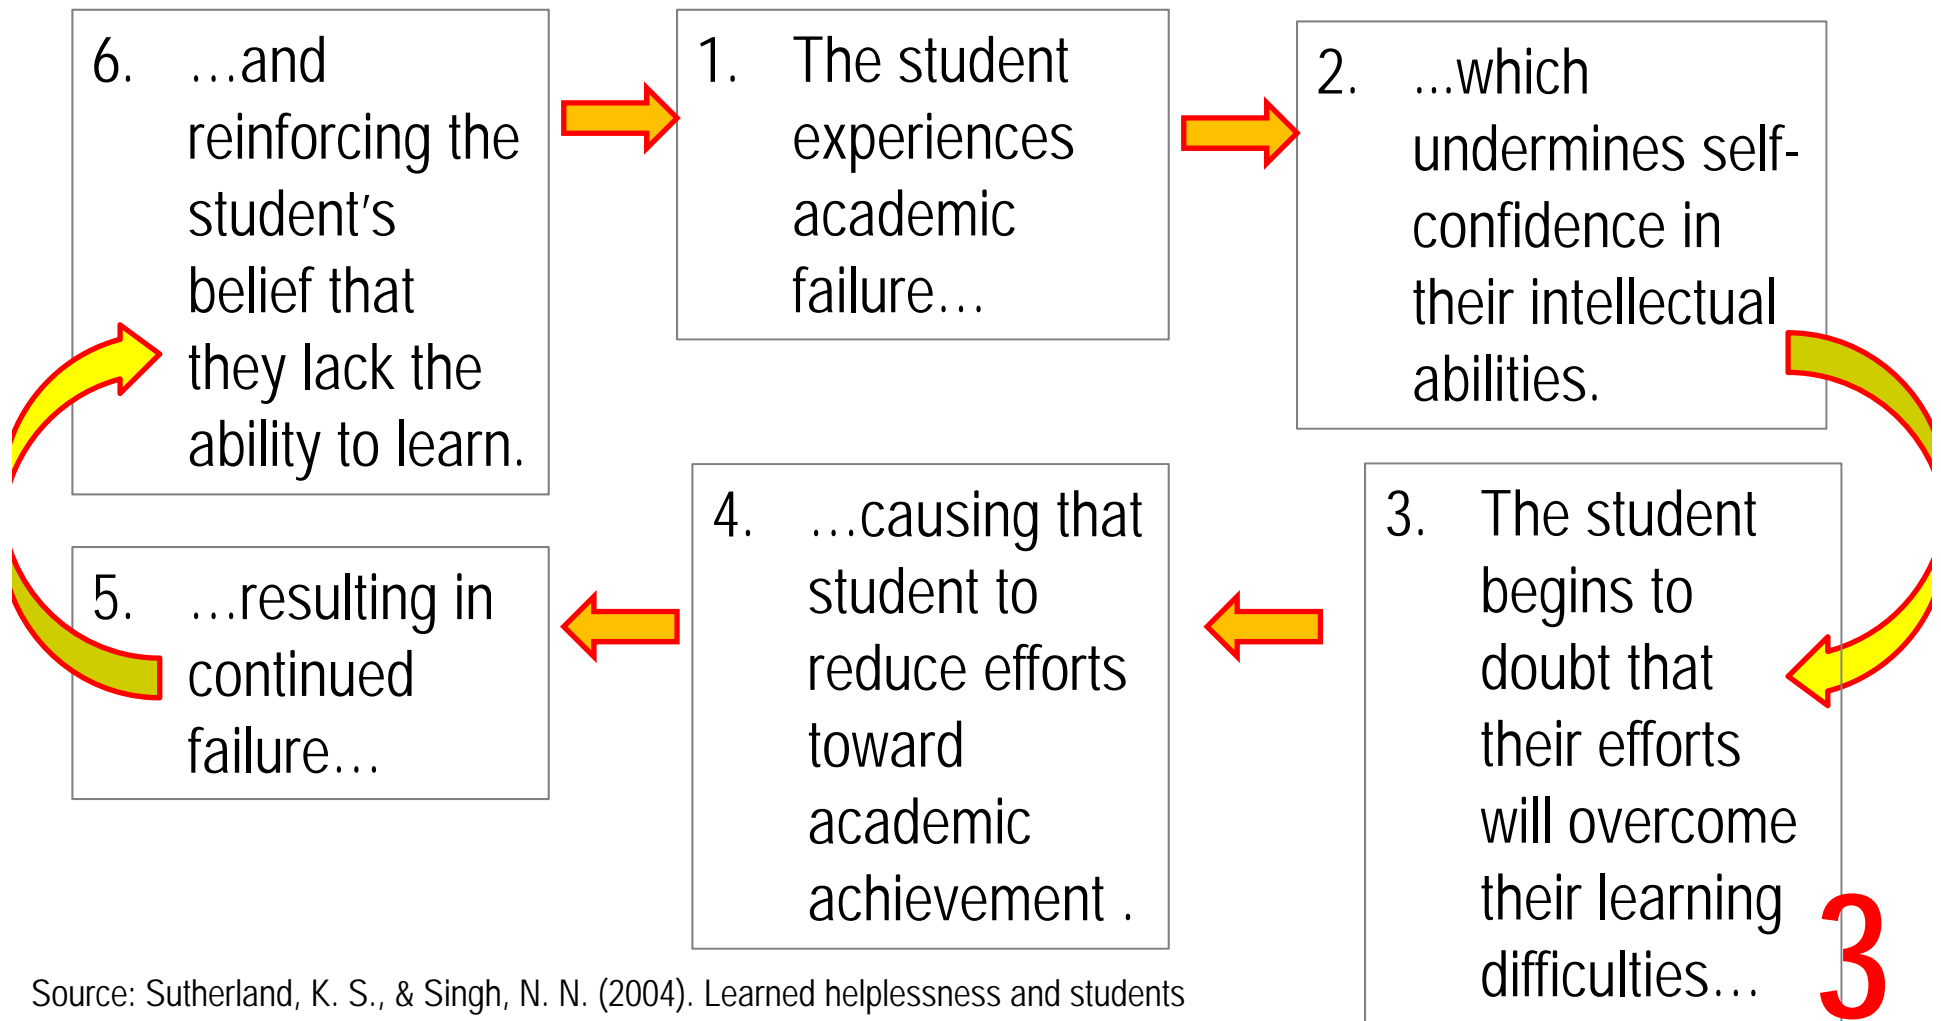 6. …and
reinforcing the
student's
belief that
they lack the
ability to learn.
1. The student
experiences
academic
failure…
2. …which
undermines self-
confidence in
their intellectual
abilities.
3. The student
begins to
doubt that
their efforts
will overcome
their learning
difficulties…
4. …causing that
student to
reduce efforts
toward
academic
achievement .
5. …resulting in
continued
failure…
Source: Sutherland, K. S., & Singh, N. N. (2004). Learned helplessness and students
3